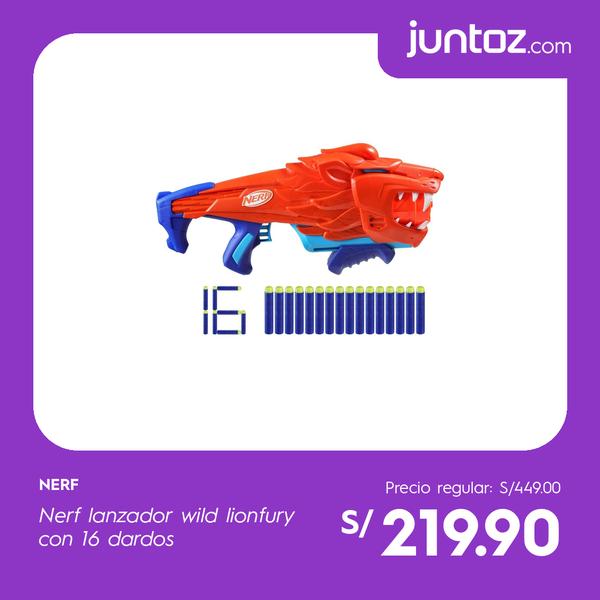 juntoz.com
NERF
16
NERF
Nerf lanzador wild lionfury
con 16 dardos
Precio regular: S/449.00
S/ 219.90